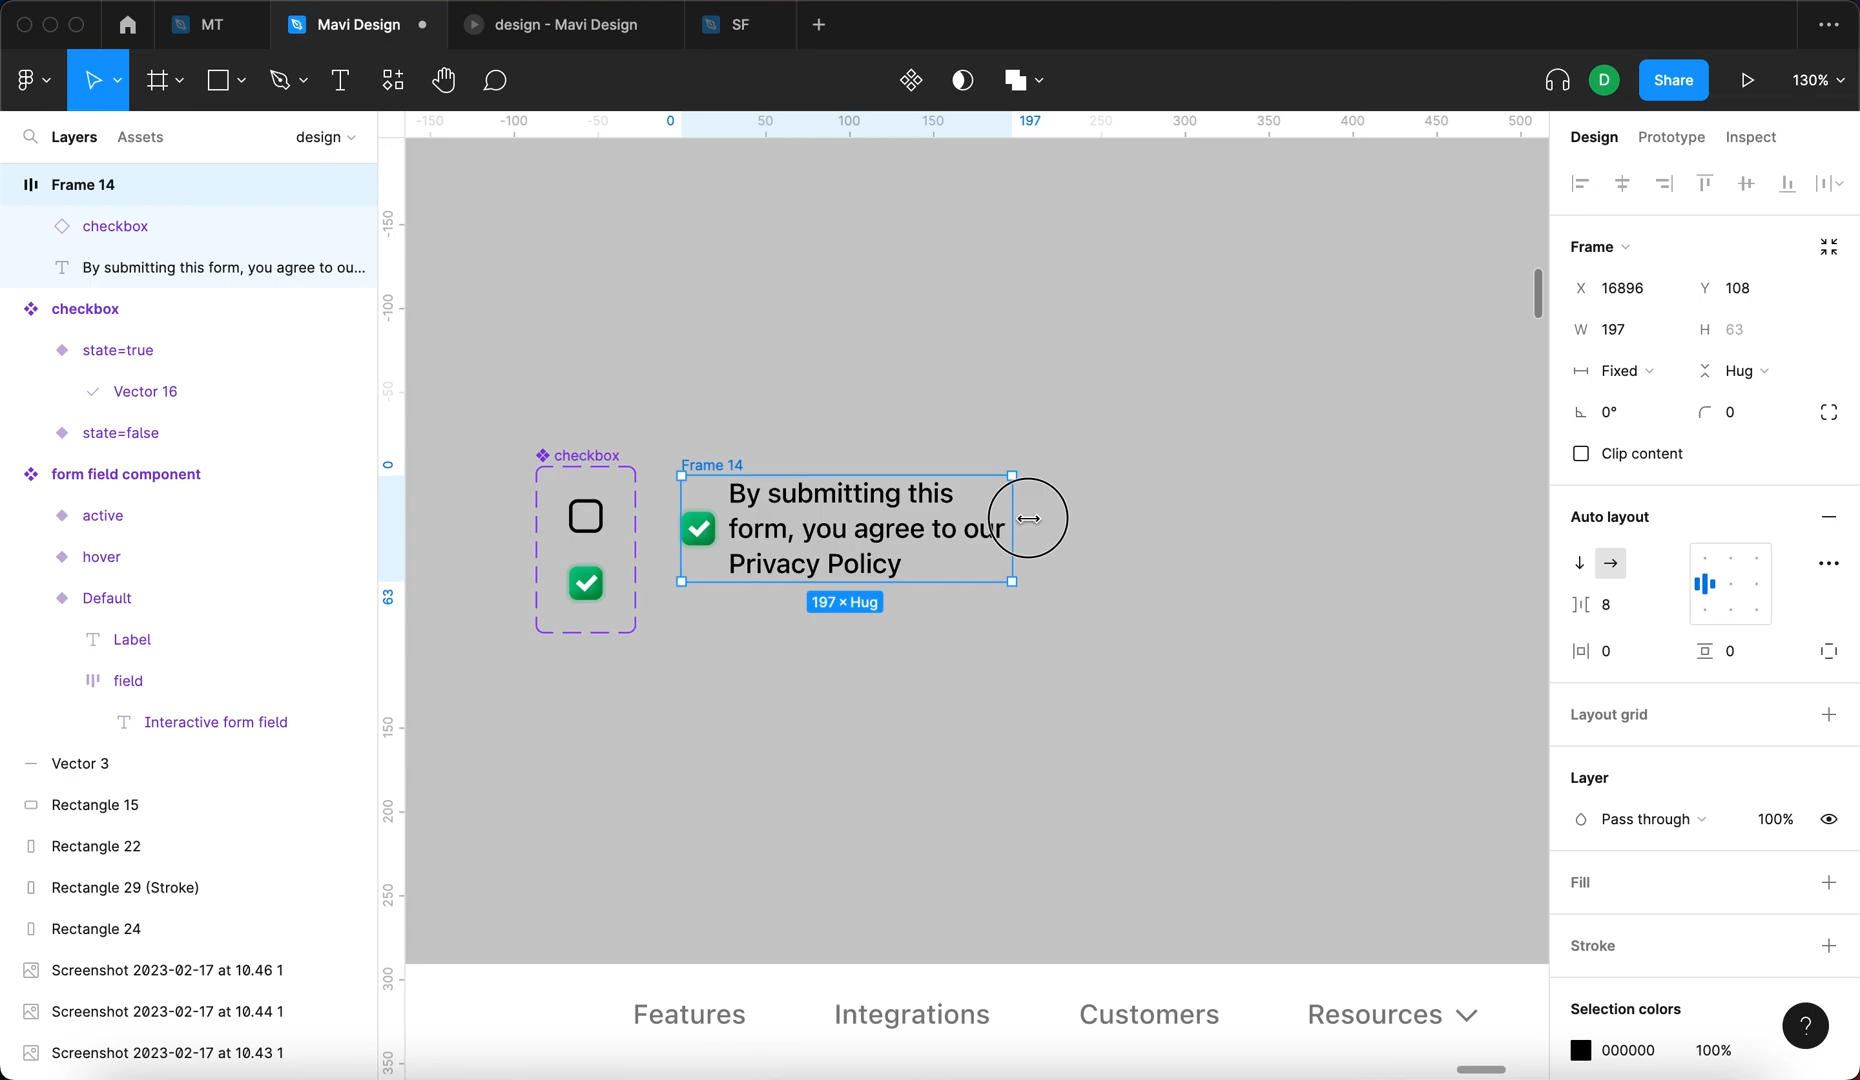 MT
Mavi Design
design - Mavi Design
SF
D
Share
130%
Layers
Assets
design
Frame 14
checkbox
By submitting this form, you agree to ou...
checkbox
state=true
Vector 16
state=false
form field component
active
hover
Default
Label
field
Interactive form field
Vector 3
Rectangle 15
Rectangle 22
Rectangle 29 (Stroke)
Rectangle 24
Screenshot 2023-02-17 at 10.46 1
Screenshot 2023-02-17 at 10.44 1
Screenshot 2023-02-17 at 10.43 1
-150 -100 -50 0 50 100 150 197 250 300 350 400 450 500
-150
-100
-50
0
63
150
200
250
300
350
checkbox
Frame 14
By submitting this
form, you agree to our
Privacy Policy
197 × Hug
Features Integrations Customers Resources
Design Prototype Inspect
Frame
X 16896 Y 108
W 197 H 63
Fixed Hug
0° 0
Clip content
Auto layout
8
0 0
Layout grid
Layer
Pass through 100%
Fill
Stroke
Selection colors
000000 100%
?